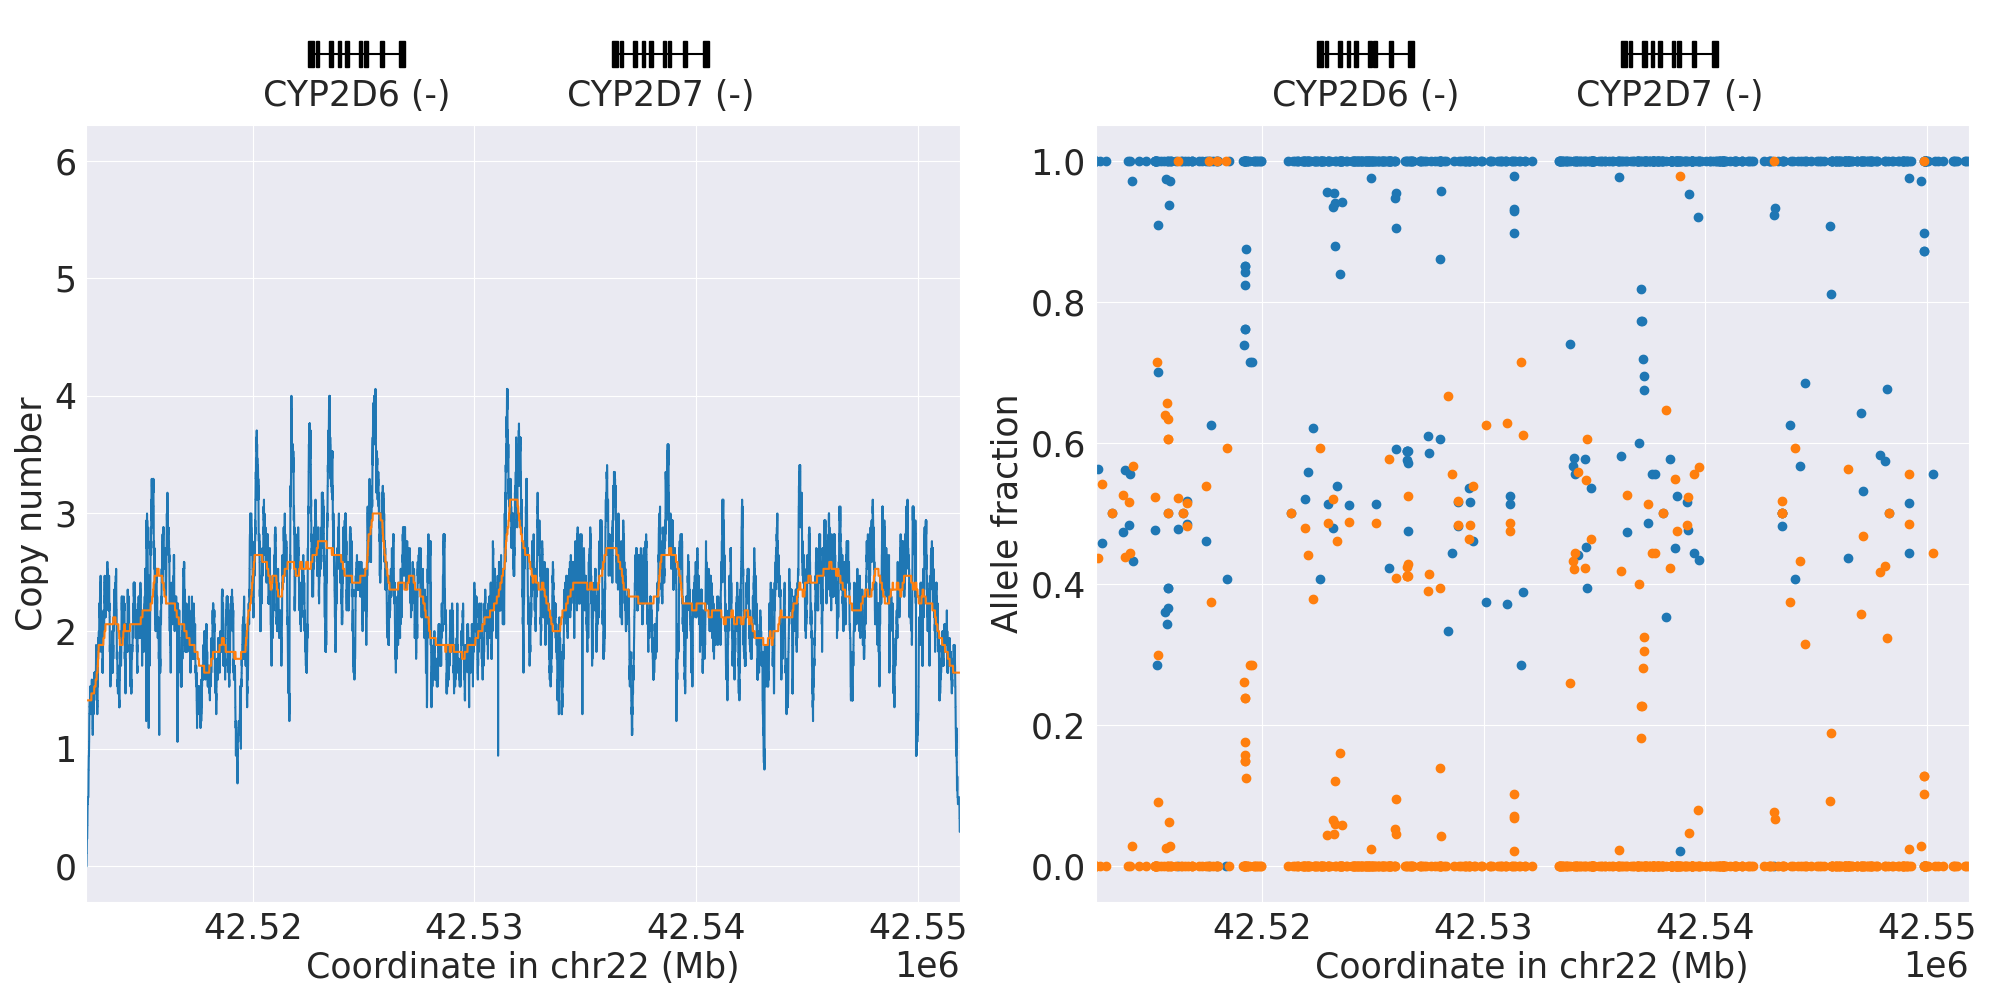 CYP2D6 (-) CYP2D7 (-)
6
5
4
3
2
1
0
Copy number
42.52 42.53 42.54 42.55
Coordinate in chr22 (Mb) 1e6
CYP2D6 (-) CYP2D7 (-)
1.0
0.8
0.6
0.4
0.2
0.0
Allele fraction
42.52 42.53 42.54 42.55
Coordinate in chr22 (Mb) 1e6